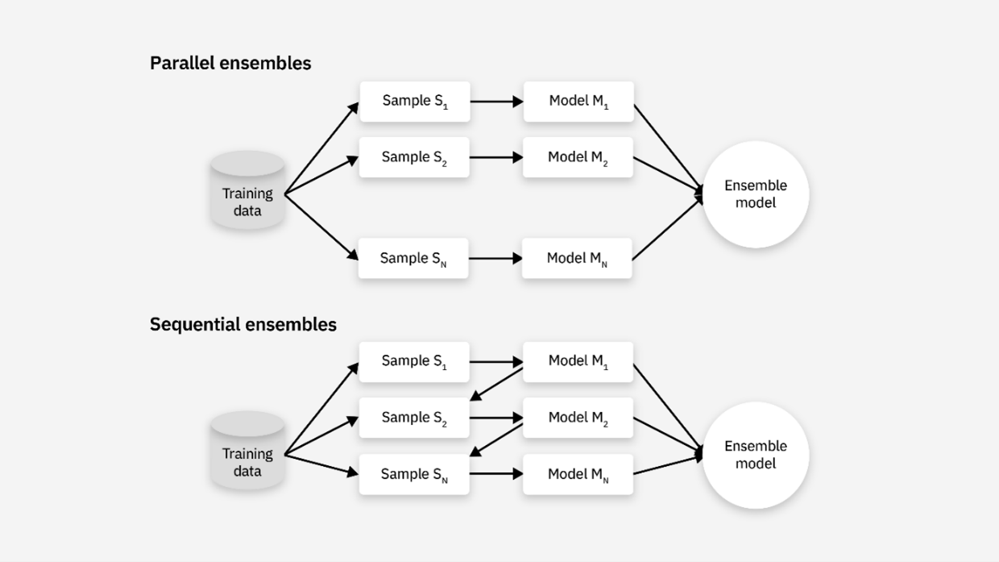 Parallel ensembles
Sample S₁
Model M₁
Sample S₂
Model M₂
Training
data
Ensemble
model
Sample Sₙ
Model Mₙ
Sequential ensembles
Sample S₁
Model M₁
Sample S₂
Model M₂
Training
data
Ensemble
model
Sample Sₙ
Model Mₙ